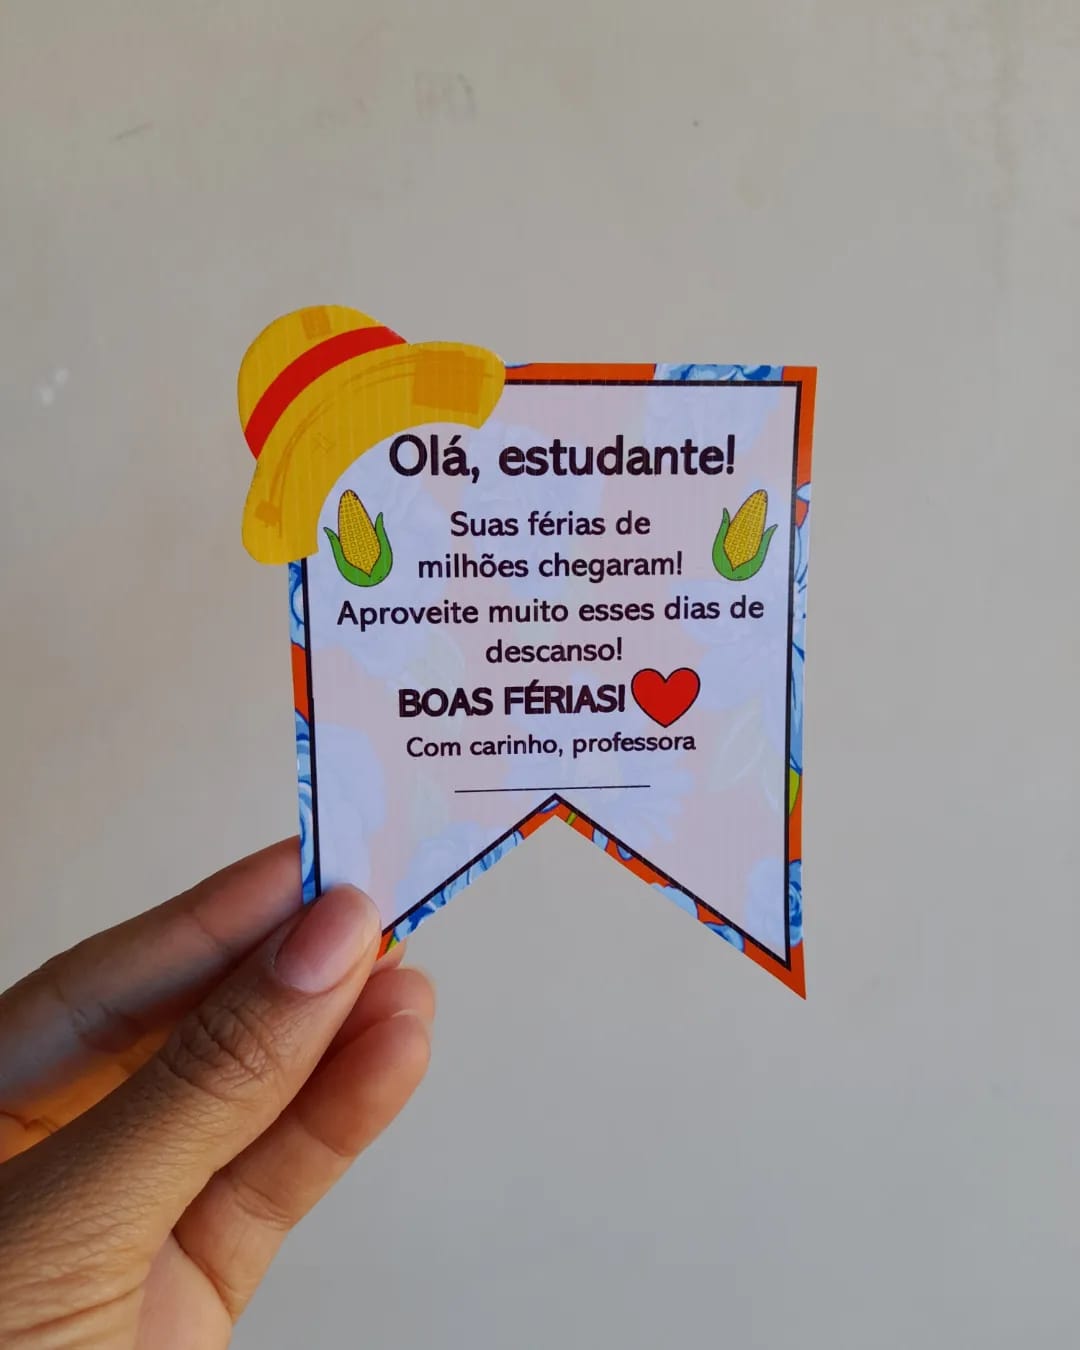 Olá, estudante!
Suas férias de
milhões chegaram!
Aproveite muito esses dias de
descanso!
BOAS FÉRIAS!
Com carinho, professora